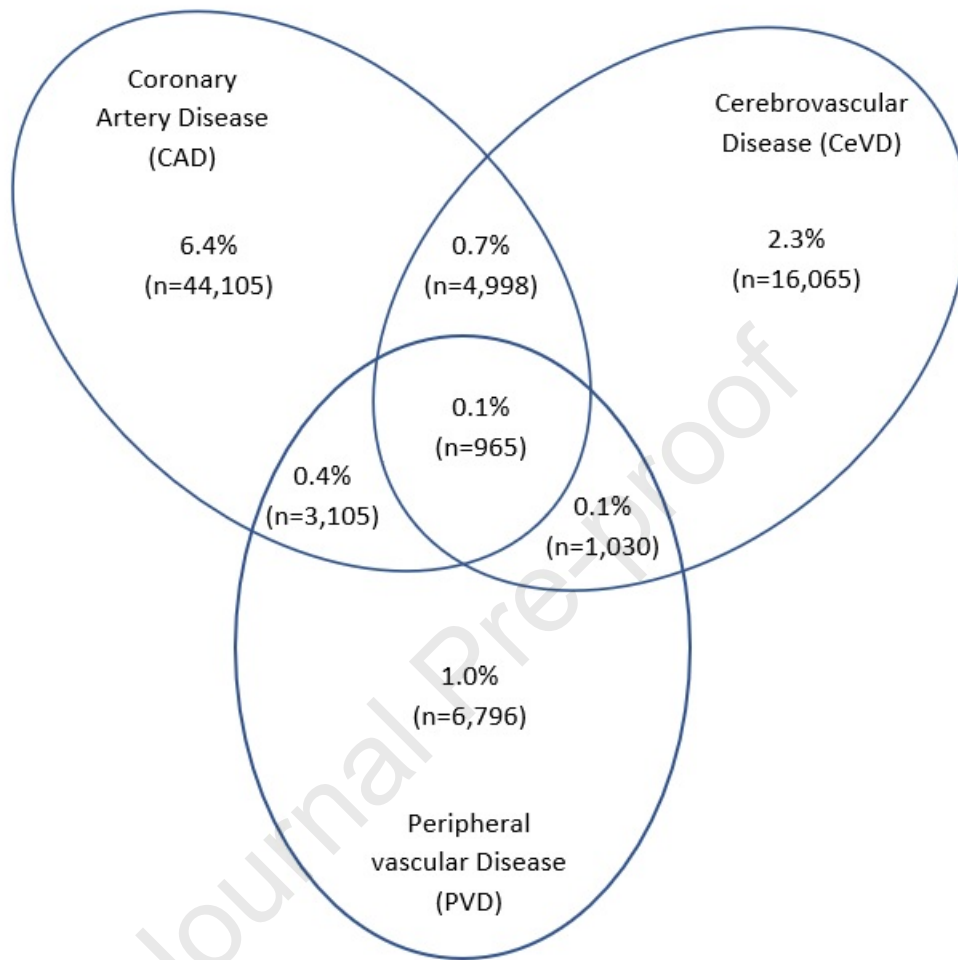 Coronary
Artery Disease
(CAD)
Cerebrovascular
Disease (CeVD)
6.4%
(n=44,105)
0.7%
(n=4,998)
2.3%
(n=16,065)
0.1%
(n=965)
0.4%
(n=3,105)
0.1%
(n=1,030)
1.0%
(n=6,796)
Peripheral
vascular Disease
(PVD)
Journal Pre-proof